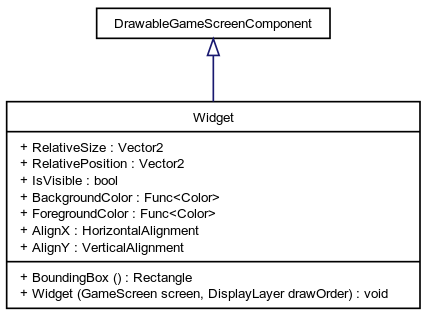 DrawableGameScreenComponent
Widget
+ RelativeSize : Vector2
+ RelativePosition : Vector2
+ IsVisible : bool
+ BackgroundColor : Func<Color>
+ ForegroundColor : Func<Color>
+ AlignX : HorizontalAlignment
+ AlignY : VerticalAlignment
+ BoundingBox () : Rectangle
+ Widget (GameScreen screen, DisplayLayer drawOrder) : void